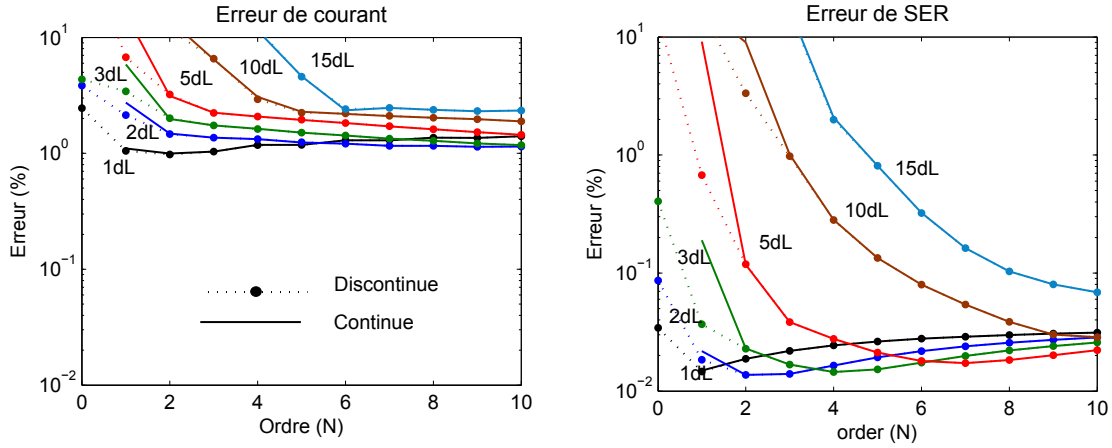 Erreur de courant
10^1
10^0
10^-1
10^-2
Erreur (%)
3dL
2dL
1dL
5dL
10dL
15dL
Discontinue
Continue
0 2 4 6 8 10
Ordre (N)
Erreur de SER
10^1
10^0
10^-1
10^-2
Erreur (%)
15dL
10dL
5dL
3dL
2dL
1dL
0 2 4 6 8 10
order (N)